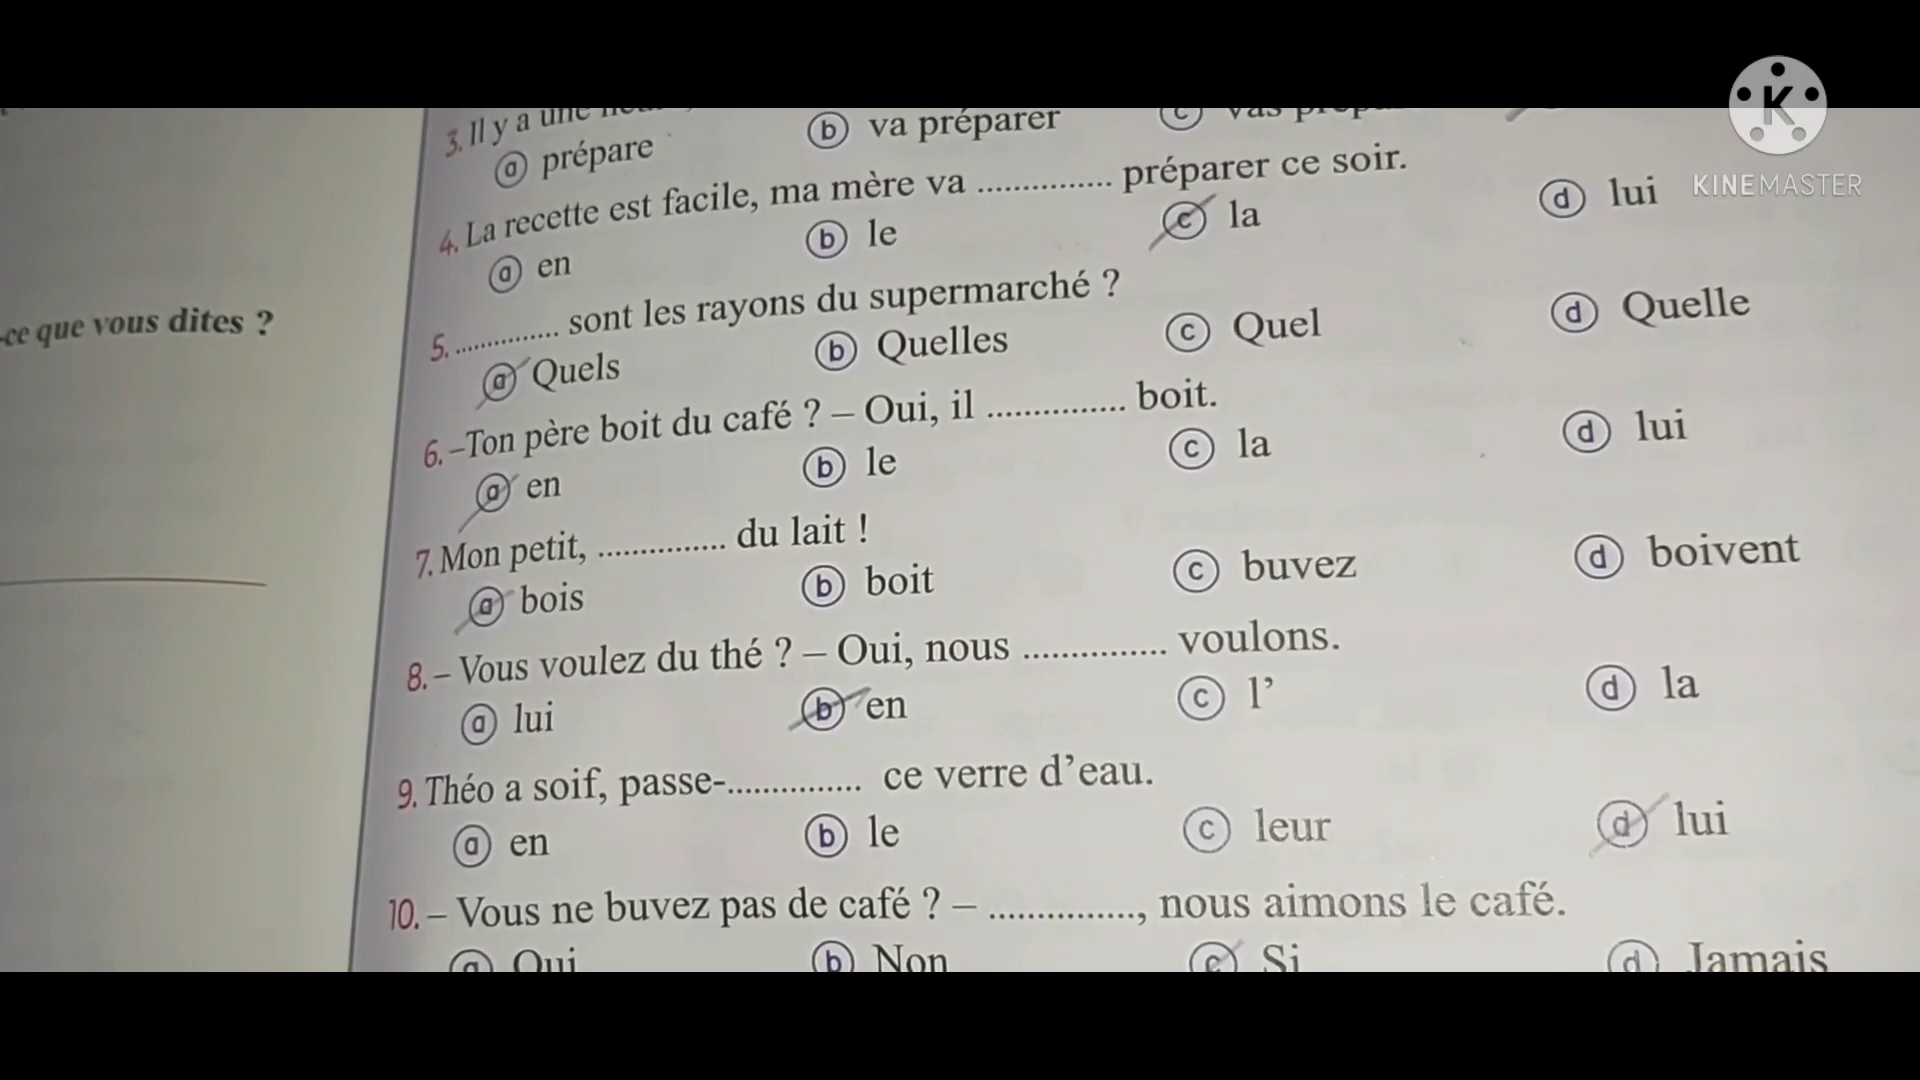 3. Il y a une
a prépare b va préparer c vas
4. La recette est facile, ma mère va .............. préparer ce soir.
a en b le c la d lui
5. .............. sont les rayons du supermarché ?
a Quels b Quelles c Quel d Quelle
6. –Ton père boit du café ? – Oui, il .............. boit.
a en b le c la d lui
7. Mon petit, .............. du lait !
a bois b boit c buvez d boivent
8. – Vous voulez du thé ? – Oui, nous .............. voulons.
a lui b en c l’ d la
9. Théo a soif, passe-.............. ce verre d’eau.
a en b le c leur d lui
10. – Vous ne buvez pas de café ? – .............., nous aimons le café.
a Oui b Non c Si d Jamais
-ce que vous dites ?
K
KINEMASTER